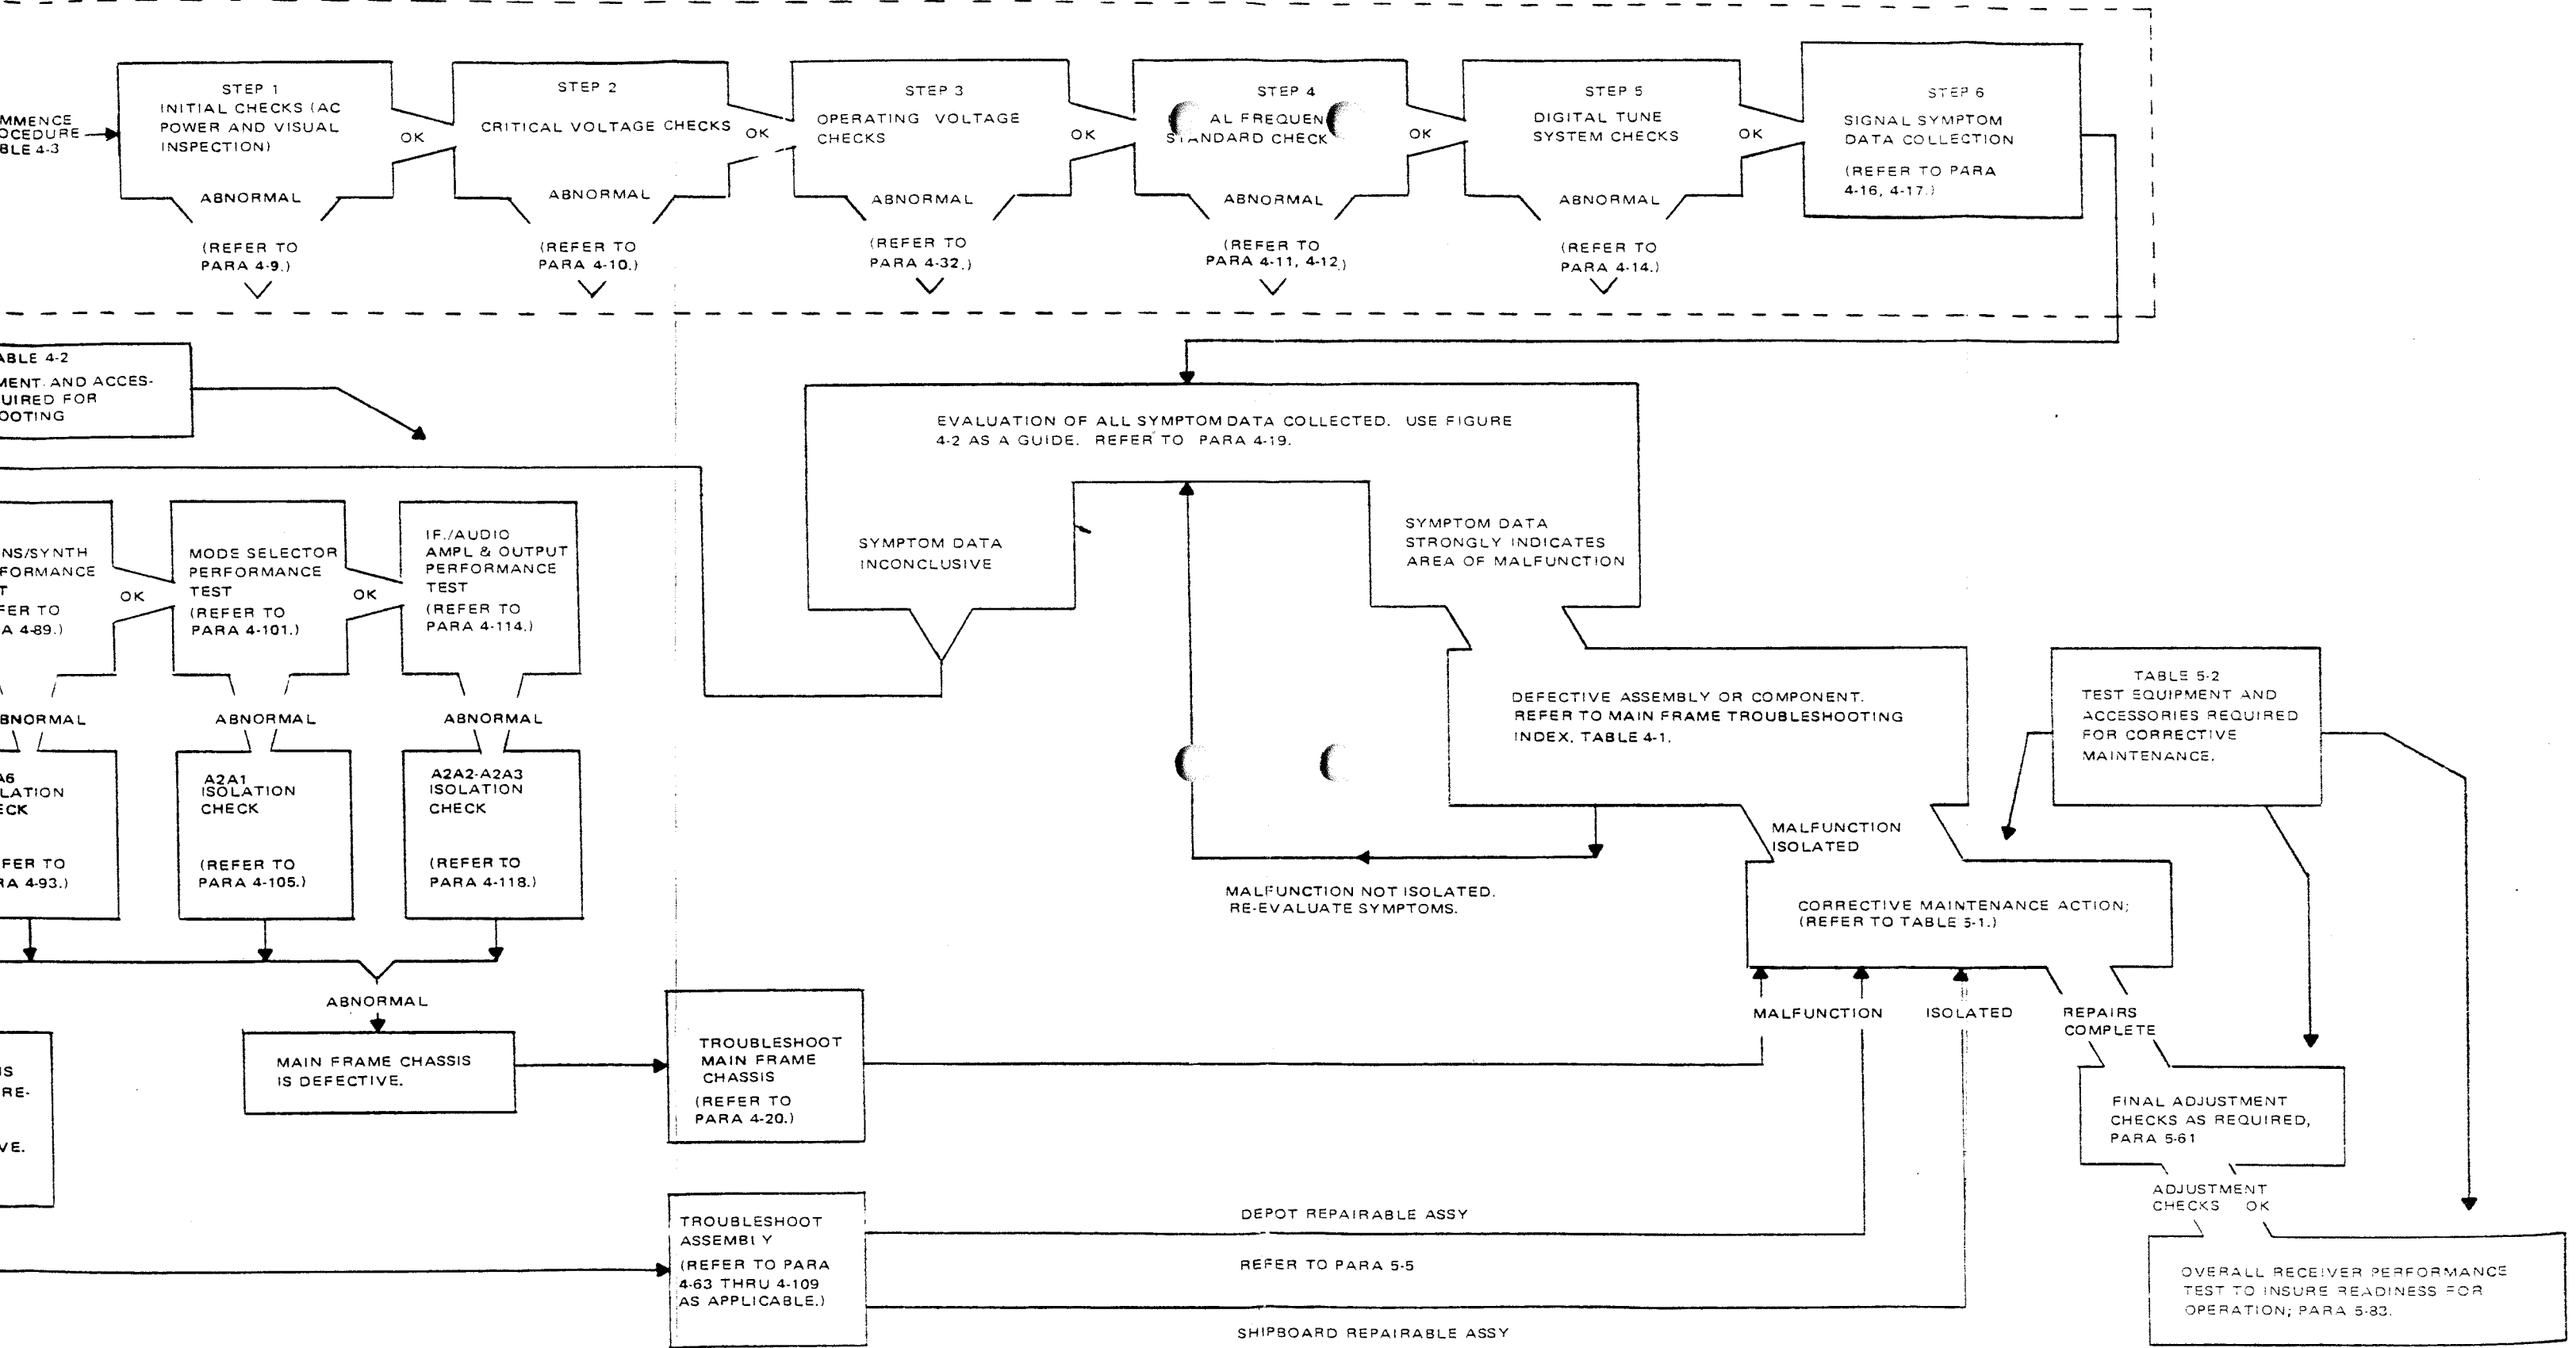 MMENCE
OCEDURE
BLE 4-3
STEP 1
INITIAL CHECKS (AC
POWER AND VISUAL
INSPECTION)
OK
ABNORMAL
(REFER TO
PARA 4-9.)
STEP 2
CRITICAL VOLTAGE CHECKS
OK
ABNORMAL
(REFER TO
PARA 4-10.)
STEP 3
OPERATING VOLTAGE
CHECKS
OK
ABNORMAL
(REFER TO
PARA 4-32.)
STEP 4
AL FREQUEN
STANDARD CHECK
OK
ABNORMAL
(REFER TO
PARA 4-11, 4-12.)
STEP 5
DIGITAL TUNE
SYSTEM CHECKS
OK
ABNORMAL
(REFER TO
PARA 4-14.)
STEP 6
SIGNAL SYMPTOM
DATA COLLECTION
(REFER TO PARA
4-16, 4-17.)
ABLE 4-2
MENT AND ACCES-
UIRED FOR
OOTING
EVALUATION OF ALL SYMPTOM DATA COLLECTED. USE FIGURE
4-2 AS A GUIDE. REFER TO PARA 4-19.
SYMPTOM DATA
INCONCLUSIVE
SYMPTOM DATA
STRONGLY INDICATES
AREA OF MALFUNCTION
NS/SYNTH
FORMANCE
T
FER TO
A 4-89.)
OK
MODE SELECTOR
PERFORMANCE
TEST
(REFER TO
PARA 4-101.)
OK
IF./AUDIO
AMPL & OUTPUT
PERFORMANCE
TEST
(REFER TO
PARA 4-114.)
BNORMAL
ABNORMAL
ABNORMAL
A6
LATION
ECK
FER TO
RA 4-93.)
A2A1
ISOLATION
CHECK
(REFER TO
PARA 4-105.)
A2A2-A2A3
ISOLATION
CHECK
(REFER TO
PARA 4-118.)
DEFECTIVE ASSEMBLY OR COMPONENT.
REFER TO MAIN FRAME TROUBLESHOOTING
INDEX, TABLE 4-1.
TABLE 5-2
TEST EQUIPMENT AND
ACCESSORIES REQUIRED
FOR CORRECTIVE
MAINTENANCE.
MALFUNCTION
ISOLATED
MALFUNCTION NOT ISOLATED.
RE-EVALUATE SYMPTOMS.
CORRECTIVE MAINTENANCE ACTION;
(REFER TO TABLE 5-1.)
ABNORMAL
MAIN FRAME CHASSIS
IS DEFECTIVE.
TROUBLESHOOT
MAIN FRAME
CHASSIS
(REFER TO
PARA 4-20.)
MALFUNCTION ISOLATED
REPAIRS
COMPLETE
IS
RE-
VE.
FINAL ADJUSTMENT
CHECKS AS REQUIRED,
PARA 5-61
ADJUSTMENT
CHECKS OK
TROUBLESHOOT
ASSEMBLY
(REFER TO PARA
4-63 THRU 4-109
AS APPLICABLE.)
DEPOT REPAIRABLE ASSY
REFER TO PARA 5-5
SHIPBOARD REPAIRABLE ASSY
OVERALL RECEIVER PERFORMANCE
TEST TO INSURE READINESS FOR
OPERATION; PARA 5-83.